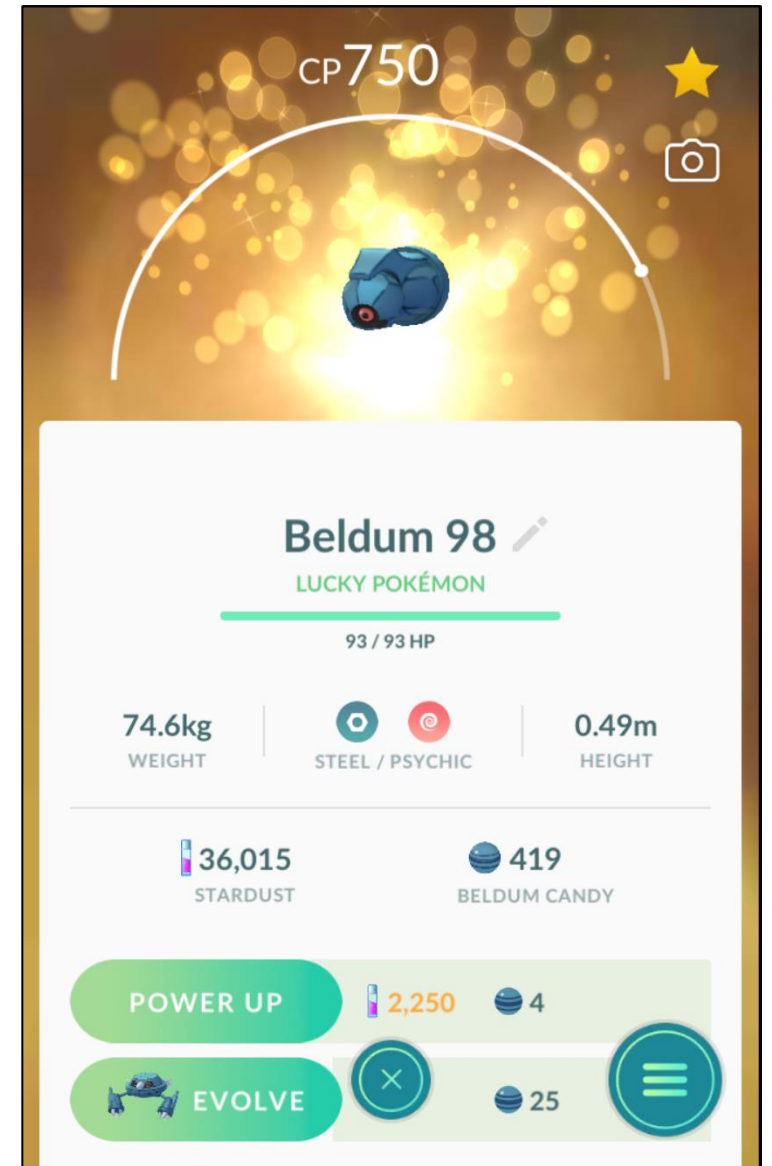 CP750
Beldum 98
LUCKY POKÉMON
93 / 93 HP
74.6kg
WEIGHT
STEEL / PSYCHIC
0.49m
HEIGHT
36,015
STARDUST
419
BELDUM CANDY
POWER UP 2,250 4
EVOLVE 25